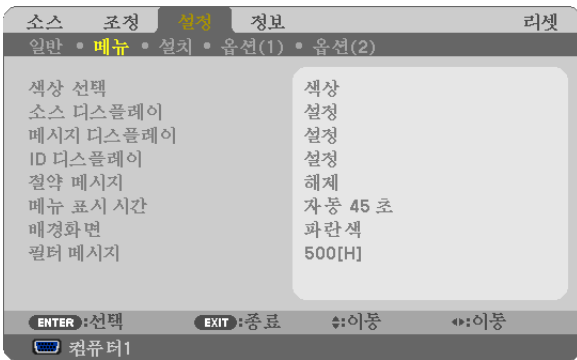 소스 조정 설정 정보 리셋
일반 • 메뉴 • 설치 • 옵션(1) • 옵션(2)
색상 선택 색상
소스 디스플레이 설정
메시지 디스플레이 설정
ID 디스플레이 설정
절약 메시지 해제
메뉴 표시 시간 자동 45 초
배경화면 파란색
필터 메시지 500[H]
ENTER :선택 EXIT :종료 :이동 :이동
컴퓨터1